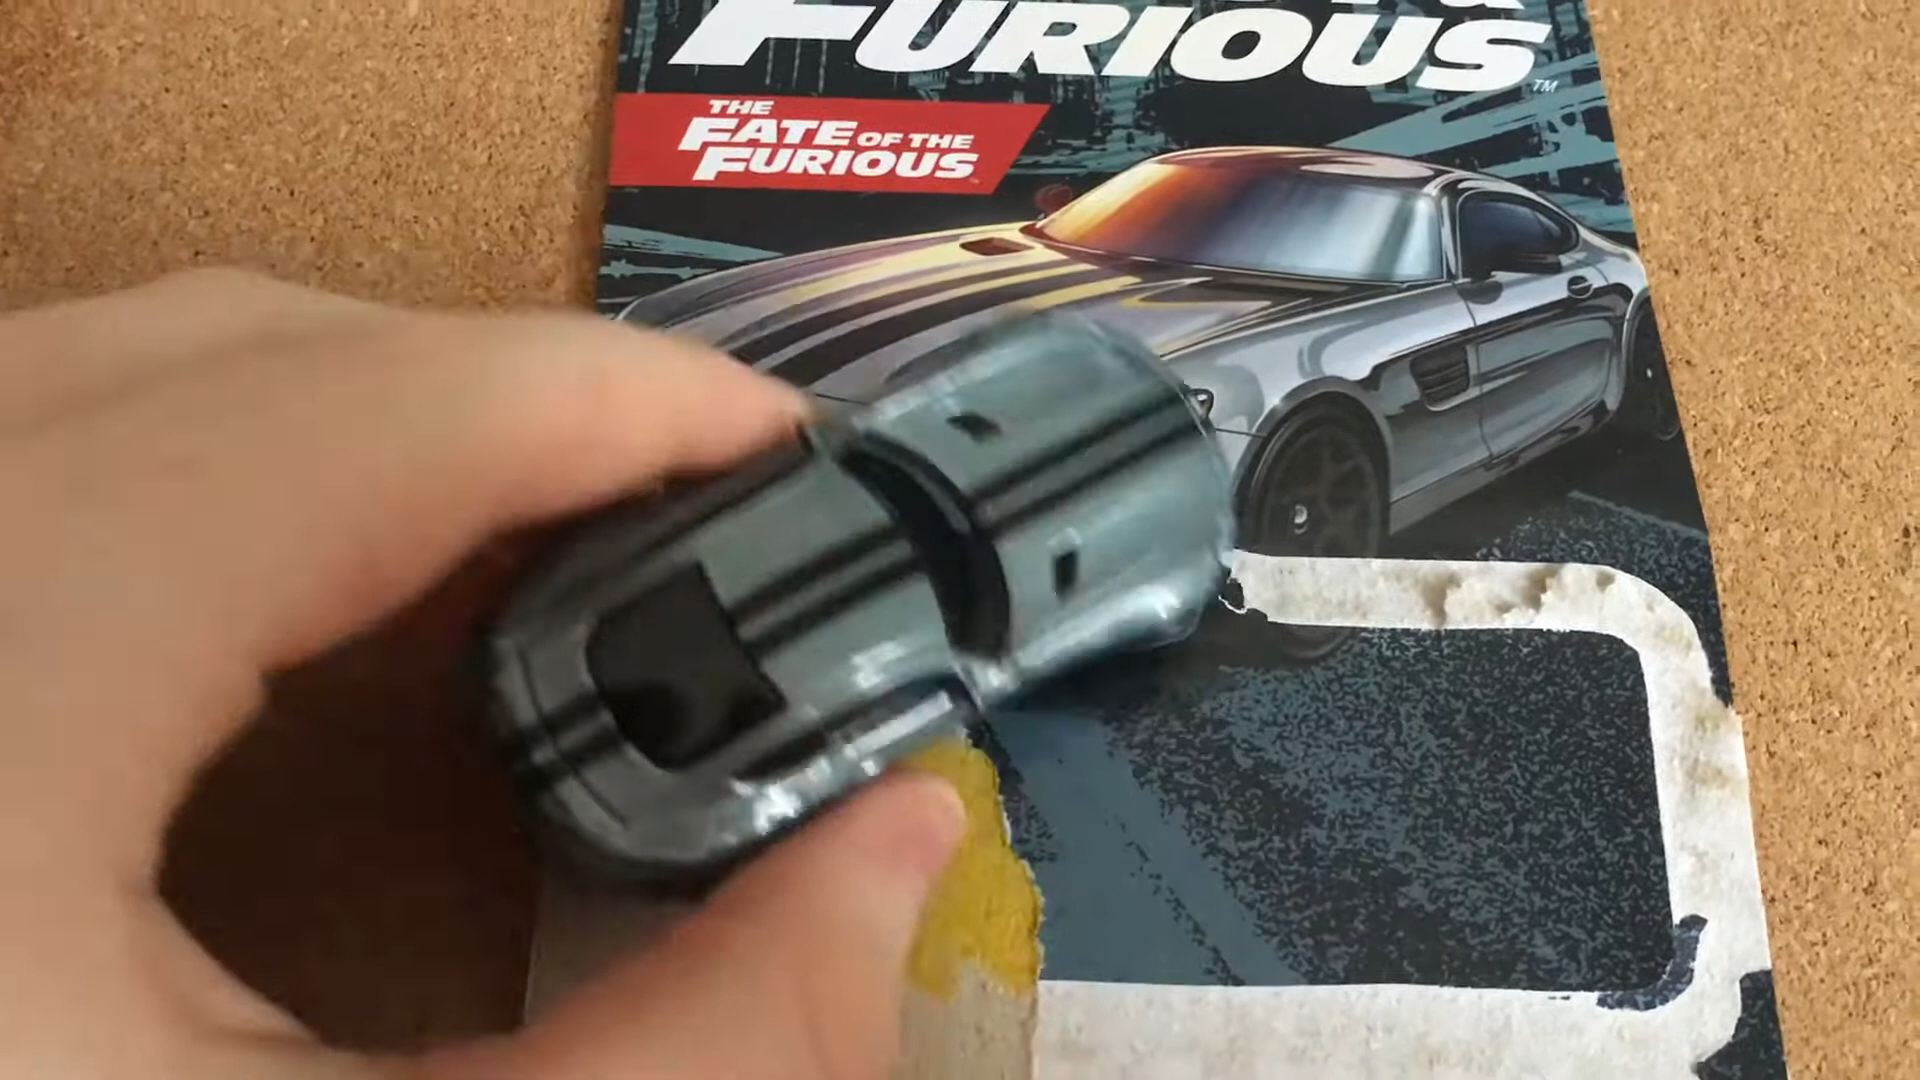 FURIOUS
TM
THE
FATE OF THE
FURIOUS